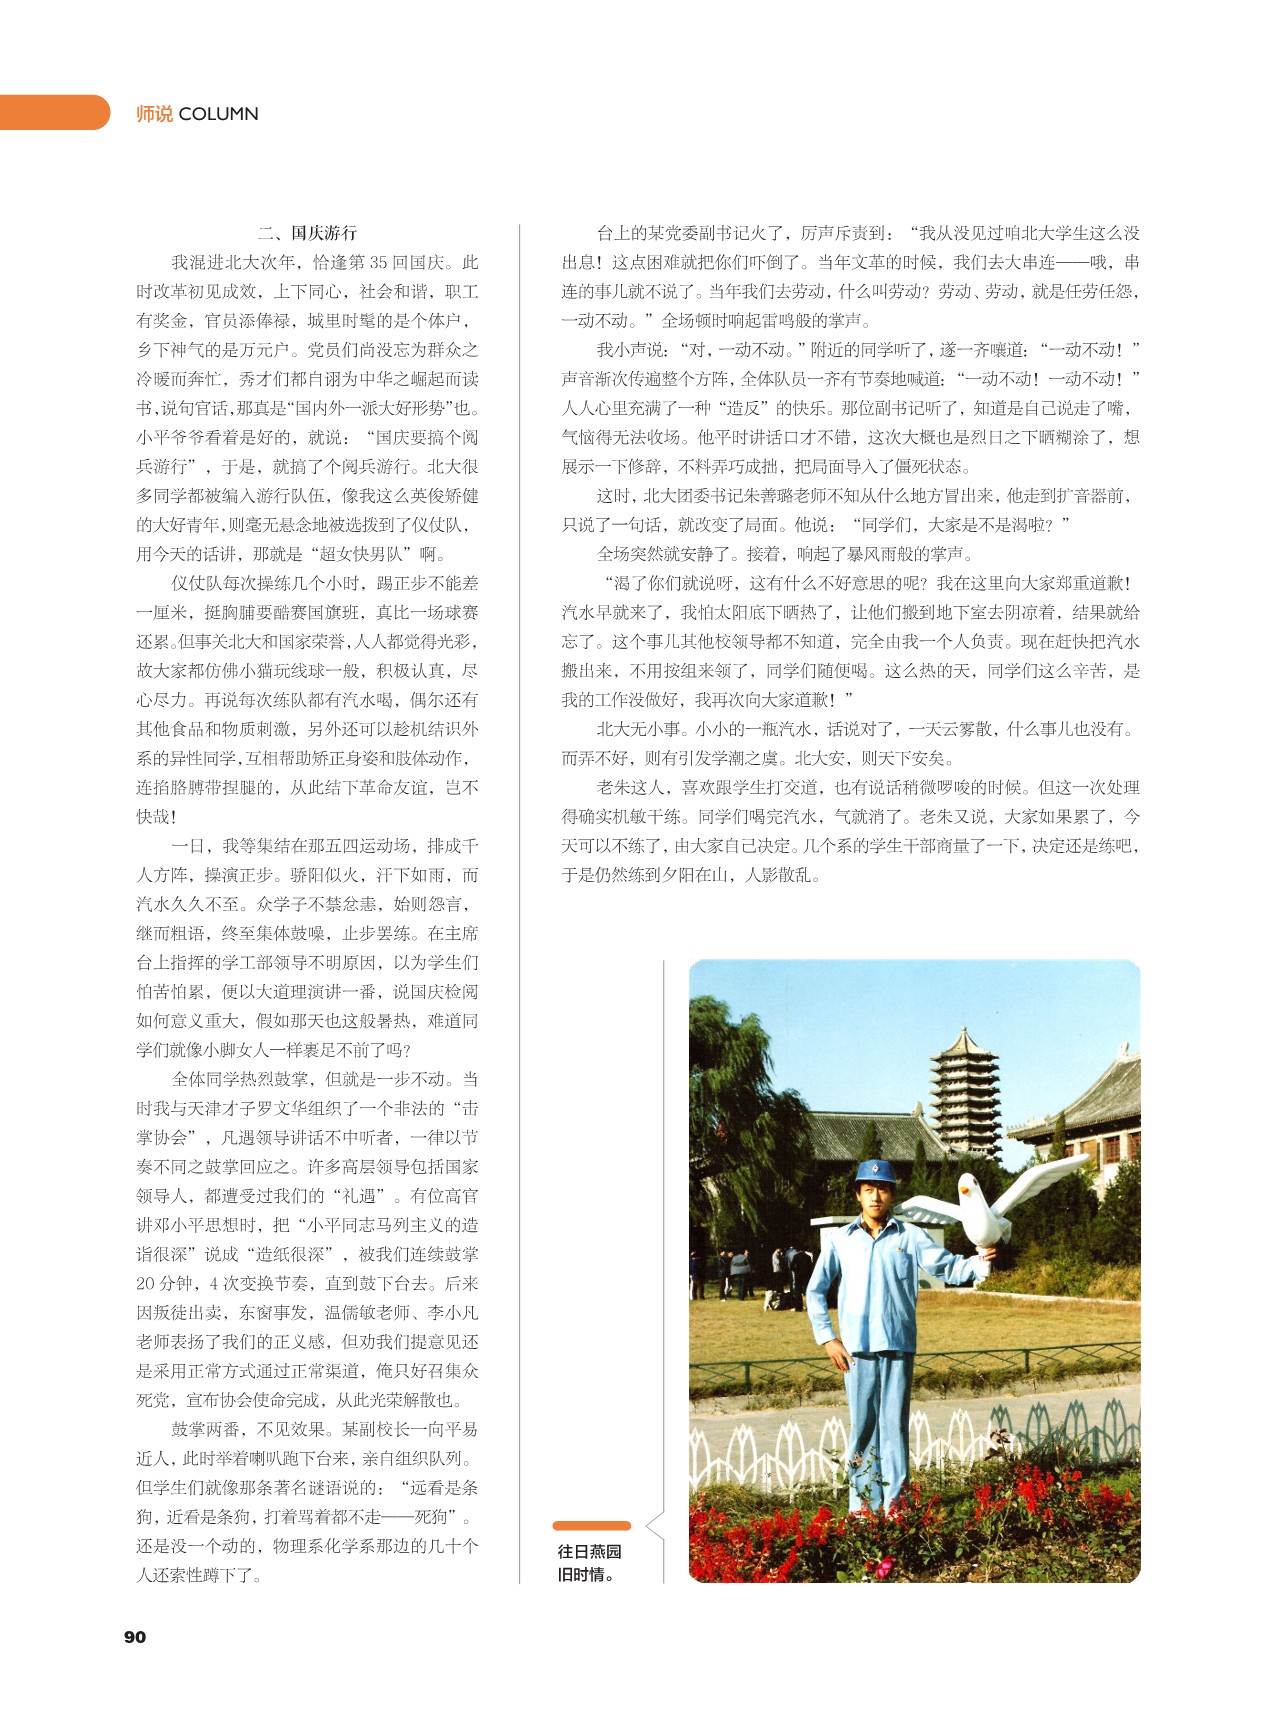 师说 COLUMN
二、国庆游行
我混进北大次年，恰逢第 35 回国庆。此
时改革初见成效，上下同心，社会和谐，职工
有奖金，官员添俸禄，城里时髦的是个体户，
乡下神气的是万元户。党员们尚没忘为群众之
冷暖而奔忙，秀才们都自诩为中华之崛起而读
书，说句官话，那真是“国内外一派大好形势”也。
小平爷爷看着是好的，就说：“国庆要搞个阅
兵游行”，于是，就搞了个阅兵游行。北大很
多同学都被编入游行队伍，像我这么英俊矫健
的大好青年，则毫无悬念地被选拨到了仪仗队，
用今天的话讲，那就是“超女快男队”啊。
仪仗队每次操练几个小时，踢正步不能差
一厘米，挺胸脯要酷赛国旗班，真比一场球赛
还累。但事关北大和国家荣誉，人人都觉得光彩，
故大家都仿佛小猫玩线球一般，积极认真，尽
心尽力。再说每次练队都有汽水喝，偶尔还有
其他食品和物质刺激，另外还可以趁机结识外
系的异性同学，互相帮助矫正身姿和肢体动作，
连掐胳膊带捏腿的，从此结下革命友谊，岂不
快哉！
一日，我等集结在那五四运动场，排成千
人方阵，操演正步。骄阳似火，汗下如雨，而
汽水久久不至。众学子不禁忿恚，始则怨言，
继而粗语，终至集体鼓噪，止步罢练。在主席
台上指挥的学工部领导不明原因，以为学生们
怕苦怕累，便以大道理演讲一番，说国庆检阅
如何意义重大，假如那天也这般暑热，难道同
学们就像小脚女人一样裹足不前了吗？
全体同学热烈鼓掌，但就是一步不动。当
时我与天津才子罗文华组织了一个非法的“击
掌协会”，凡遇领导讲话不中听者，一律以节
奏不同之鼓掌回应之。许多高层领导包括国家
领导人，都遭受过我们的“礼遇”。有位高官
讲邓小平思想时，把“小平同志马列主义的造
诣很深”说成“造纸很深”，被我们连续鼓掌
20 分钟，4 次变换节奏，直到鼓下台去。后来
因叛徒出卖，东窗事发，温儒敏老师、李小凡
老师表扬了我们的正义感，但劝我们提意见还
是采用正常方式通过正常渠道，俺只好召集众
死党，宣布协会使命完成，从此光荣解散也。
鼓掌两番，不见效果。某副校长一向平易
近人，此时举着喇叭跑下台来，亲自组织队列。
但学生们就像那条著名谜语说的：“远看是条
狗，近看是条狗，打着骂着都不走——死狗”。
还是没一个动的，物理系化学系那边的几十个
人还索性蹲下了。
台上的某党委副书记火了，厉声斥责到：“我从没见过咱北大学生这么没
出息！这点困难就把你们吓倒了。当年文革的时候，我们去大串连——哦，串
连的事儿就不说了。当年我们去劳动，什么叫劳动？劳动、劳动，就是任劳任怨，
一动不动。”全场顿时响起雷鸣般的掌声。
我小声说：“对，一动不动。”附近的同学听了，遂一齐嚷道：“一动不动！”
声音渐次传遍整个方阵，全体队员一齐有节奏地喊道：“一动不动！一动不动！”
人人心里充满了一种“造反”的快乐。那位副书记听了，知道是自己说走了嘴，
气恼得无法收场。他平时讲话口才不错，这次大概也是烈日之下晒糊涂了，想
展示一下修辞，不料弄巧成拙，把局面导入了僵死状态。
这时，北大团委书记朱善璐老师不知从什么地方冒出来，他走到扩音器前，
只说了一句话，就改变了局面。他说：“同学们，大家是不是渴啦？”
全场突然就安静了。接着，响起了暴风雨般的掌声。
“渴了你们就说呀，这有什么不好意思的呢？我在这里向大家郑重道歉！
汽水早就来了，我怕太阳底下晒热了，让他们搬到地下室去阴凉着，结果就给
忘了。这个事儿其他校领导都不知道，完全由我一个人负责。现在赶快把汽水
搬出来，不用按组来领了，同学们随便喝。这么热的天，同学们这么辛苦，是
我的工作没做好，我再次向大家道歉！”
北大无小事。小小的一瓶汽水，话说对了，一天云雾散，什么事儿也没有。
而弄不好，则有引发学潮之虞。北大安，则天下安矣。
老朱这人，喜欢跟学生打交道，也有说话稍微啰唆的时候。但这一次处理
得确实机敏干练。同学们喝完汽水，气就消了。老朱又说，大家如果累了，今
天可以不练了，由大家自己决定。几个系的学生干部商量了一下，决定还是练吧，
于是仍然练到夕阳在山，人影散乱。
往日燕园
旧时情。
90